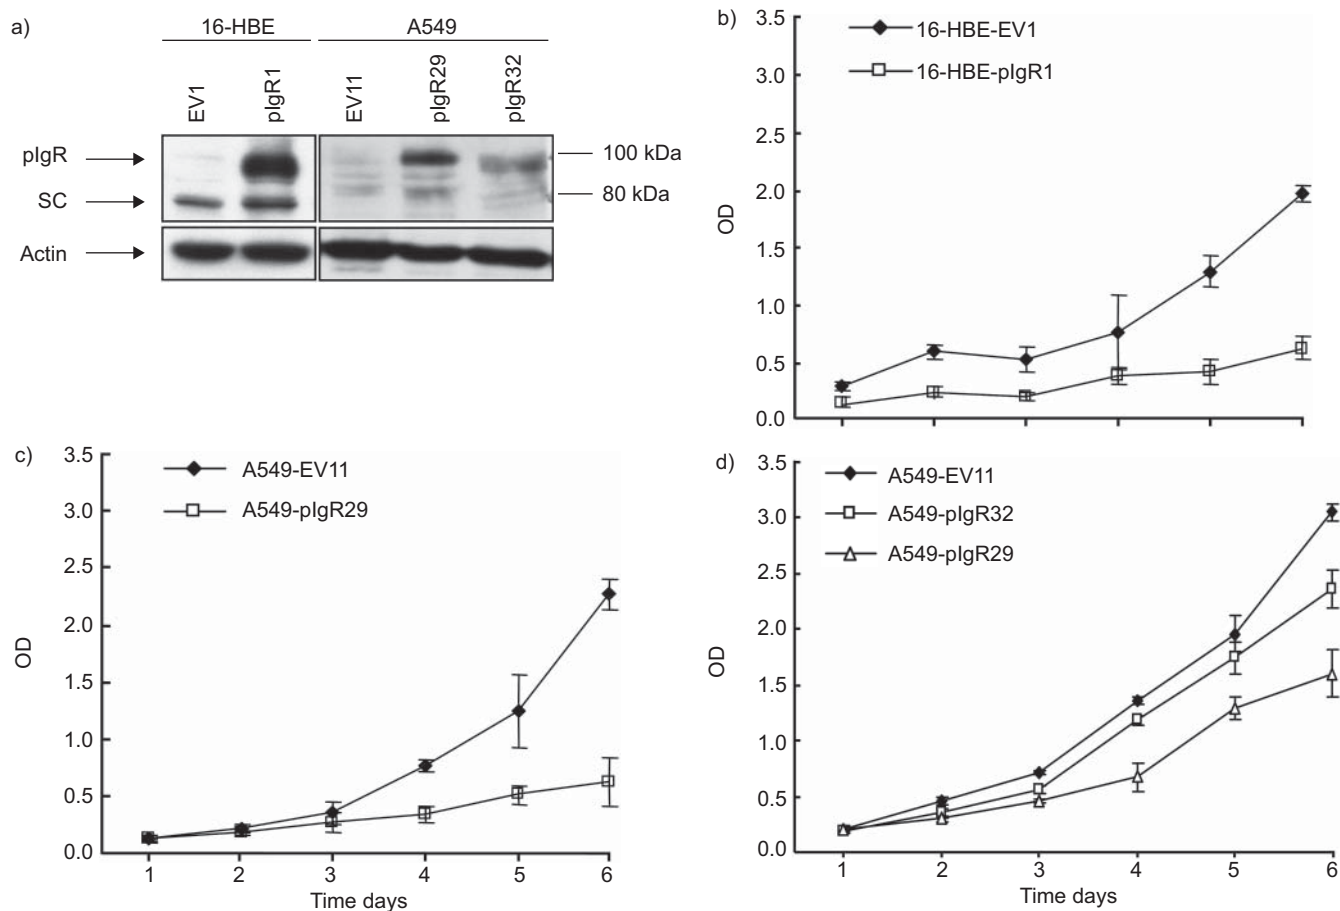 a)
16-HBE
A549
EV1
pIgR1
EV11
pIgR29
pIgR32
pIgR
SC
Actin
100 kDa
80 kDa
b)
3.5
3.0
2.5
2.0
1.5
1.0
0.5
0.0
OD
16-HBE-EV1
16-HBE-pIgR1
c)
3.5
3.0
2.5
2.0
1.5
1.0
0.5
0.0
OD
A549-EV11
A549-pIgR29
1 2 3 4 5 6
Time days
d)
3.5
3.0
2.5
2.0
1.5
1.0
0.5
0.0
OD
A549-EV11
A549-pIgR32
A549-pIgR29
1 2 3 4 5 6
Time days